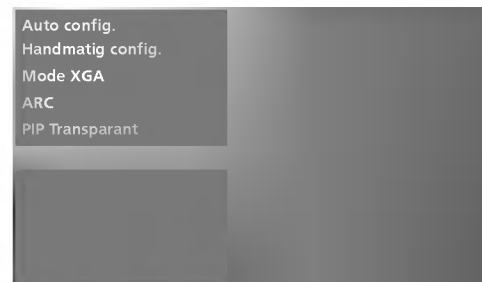 Auto config.
Handmatig config.
Mode XGA
ARC
PIP Transparant